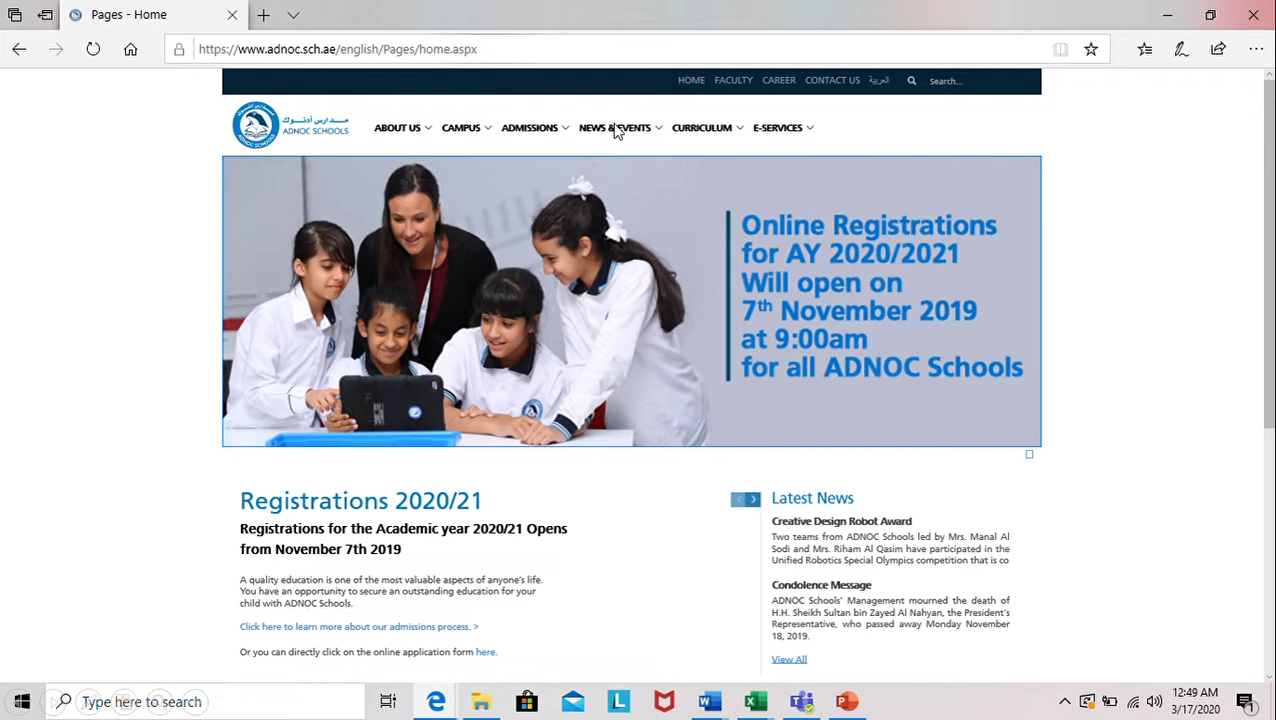 https://www.adnoc.sch.ae/english/Pages/home.aspx
HOME FACULTY CAREER CONTACT US العربية Search...
مدارس أدنوك
ADNOC SCHOOLS
ABOUT US CAMPUS ADMISSIONS NEWS & EVENTS CURRICULUM E-SERVICES
Online Registrations
for AY 2020/2021
Will open on
7th November 2019
at 9:00am
for all ADNOC Schools
Registrations 2020/21
Registrations for the Academic year 2020/21 Opens
from November 7th 2019
A quality education is one of the most valuable aspects of anyone's life.
You have an opportunity to secure an outstanding education for your
child with ADNOC Schools.
Click here to learn more about our admissions process. >
Or you can directly click on the online application form here.
Latest News
Creative Design Robot Award
Two teams from ADNOC Schools led by Mrs. Manal Al
Sodi and Mrs. Riham Al Qasim have participated in the
Unified Robotics Special Olympics competition that is co
Condolence Message
ADNOC Schools' Management mourned the death of
H.H. Sheikh Sultan bin Zayed Al Nahyan, the President's
Representative, who passed away Monday November
18, 2019.
View All
Type here to search
12:49 AM
3/17/2020